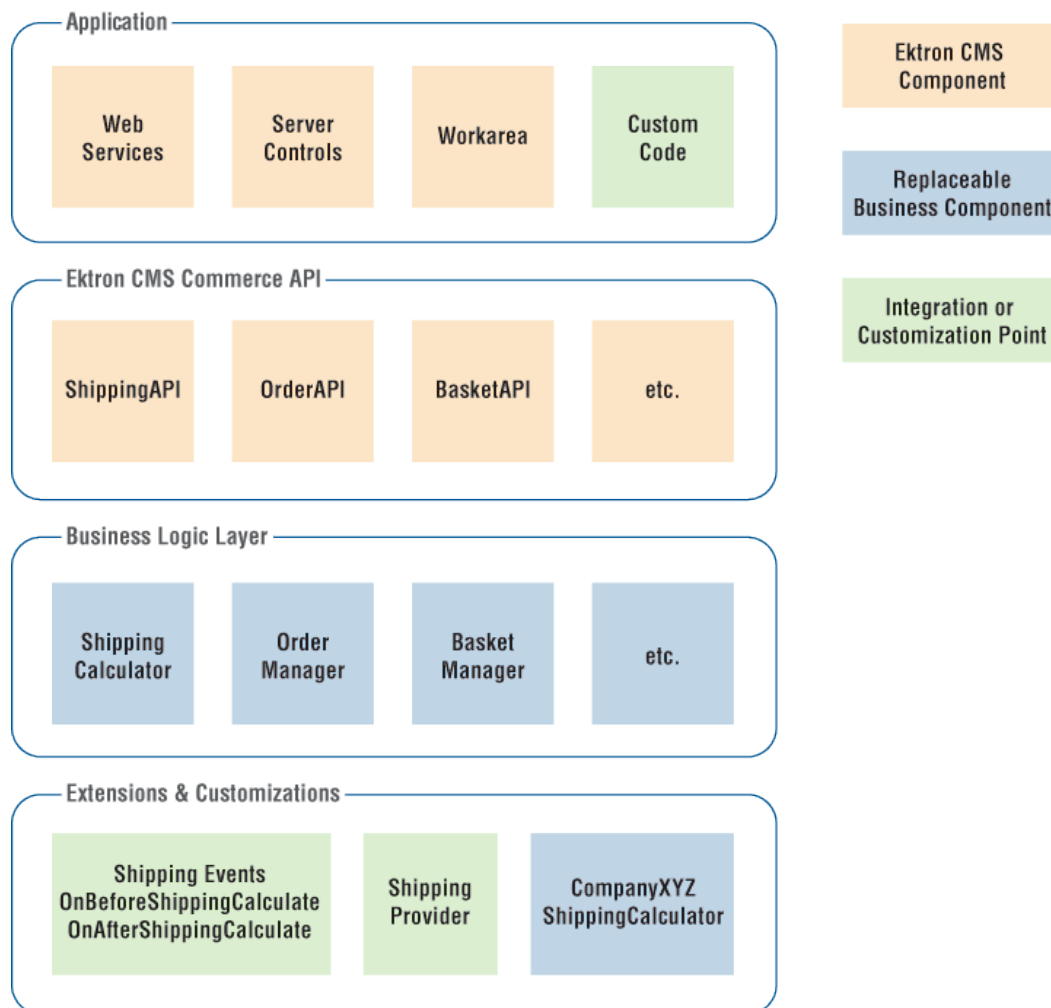 Application
Web
Services
Server
Controls
Workarea
Custom
Code
Ektron CMS
Component
Replaceable
Business Component
Integration or
Customization Point
Ektron CMS Commerce API
ShippingAPI
OrderAPI
BasketAPI
etc.
Business Logic Layer
Shipping
Calculator
Order
Manager
Basket
Manager
etc.
Extensions & Customizations
Shipping Events
OnBeforeShippingCalculate
OnAfterShippingCalculate
Shipping
Provider
CompanyXYZ
ShippingCalculator